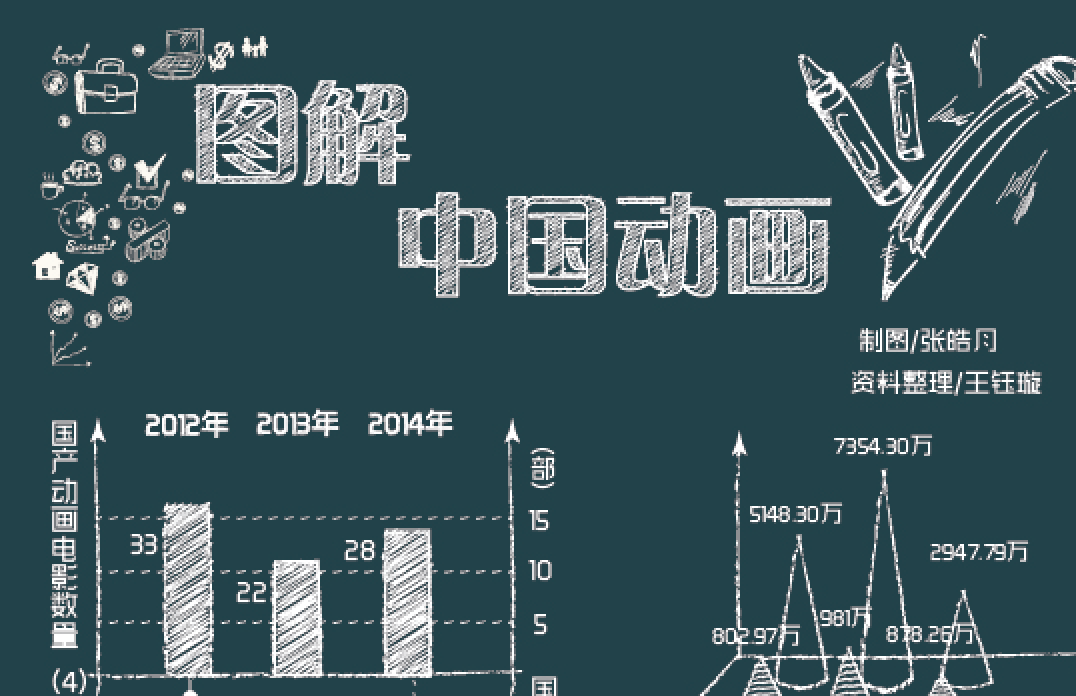 图解
中国动画
制图/张皓月
资料整理/王钰璇
国产动画电影数量
2012年 2013年 2014年
(部)
15
10
5
33
22
28
(4)
国
7354.30万
5148.30万
2947.79万
981万
802.97万
878.26万